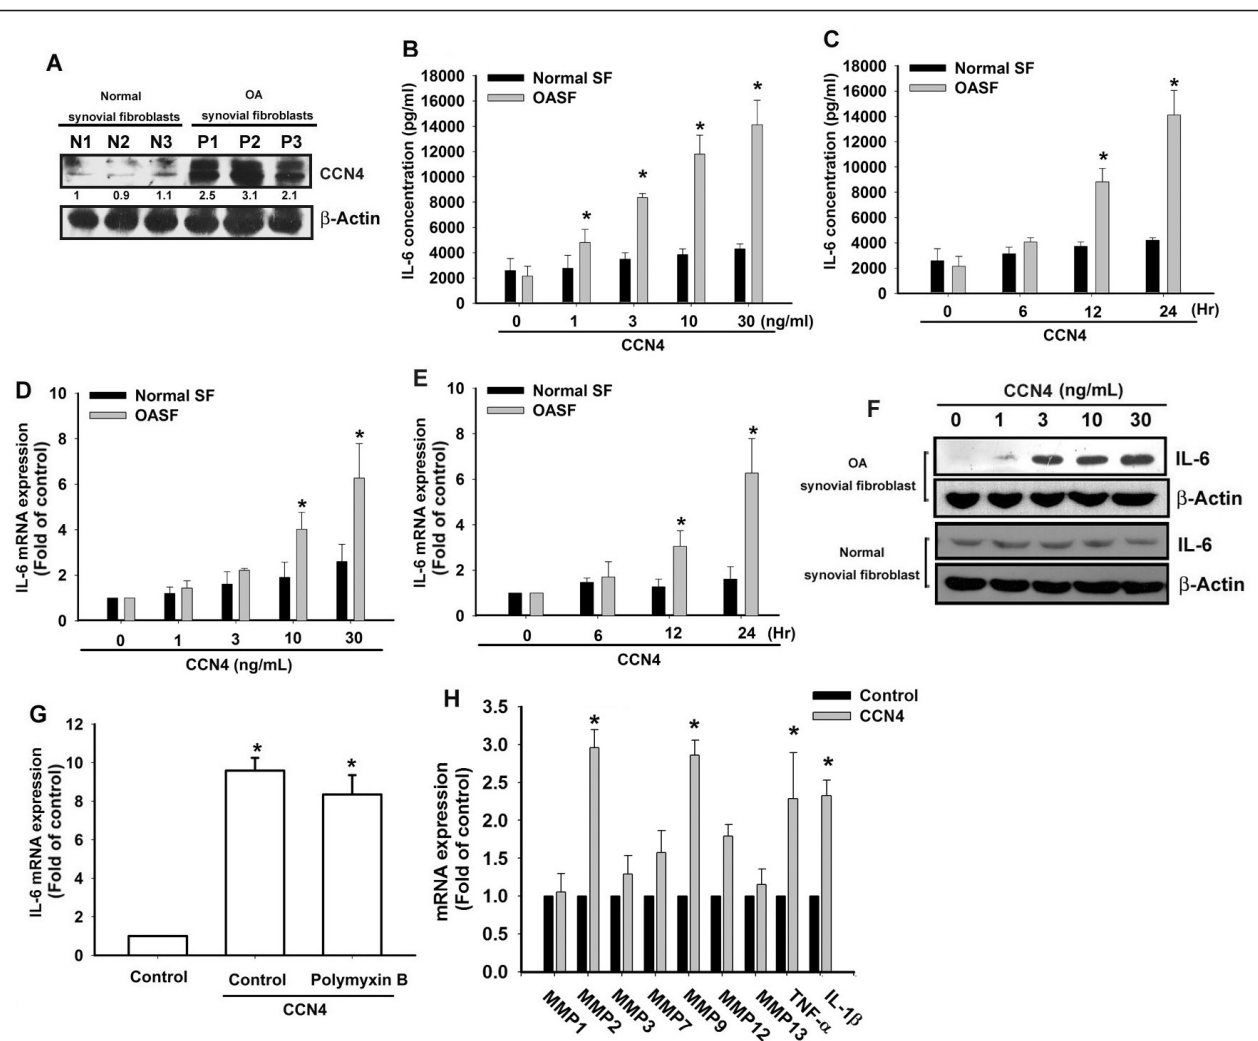 A
Normal
synovial fibroblasts
OA
synovial fibroblasts
N1 N2 N3 P1 P2 P3
CCN4
1 0.9 1.1 2.5 3.1 2.1
β-Actin
B
Normal SF
OASF
IL-6 concentration (pg/ml)
18000
16000
14000
12000
10000
8000
6000
4000
2000
0
* * * *
0 1 3 10 30 (ng/ml)
CCN4
C
Normal SF
OASF
IL-6 concentration (pg/ml)
18000
16000
14000
12000
10000
8000
6000
4000
2000
0
* *
0 6 12 24 (Hr)
CCN4
D
Normal SF
OASF
IL-6 mRNA expression
(Fold of control)
10
8
6
4
2
0
* *
0 1 3 10 30
CCN4 (ng/mL)
E
Normal SF
OASF
IL-6 mRNA expression
(Fold of control)
10
8
6
4
2
0
* *
0 6 12 24 (Hr)
CCN4
F
CCN4 (ng/mL)
0 1 3 10 30
OA
synovial fibroblast
IL-6
β-Actin
Normal
synovial fibroblast
IL-6
β-Actin
G
IL-6 mRNA expression
(Fold of control)
12
10
8
6
4
2
0
* *
Control Control Polymyxin B
CCN4
H
Control
CCN4
mRNA expression
(Fold of control)
3.5
3.0
2.5
2.0
1.5
1.0
0.5
0.0
* * * *
MMP1 MMP2 MMP3 MMP7 MMP9 MMP12 MMP13 TNF-α IL-1β